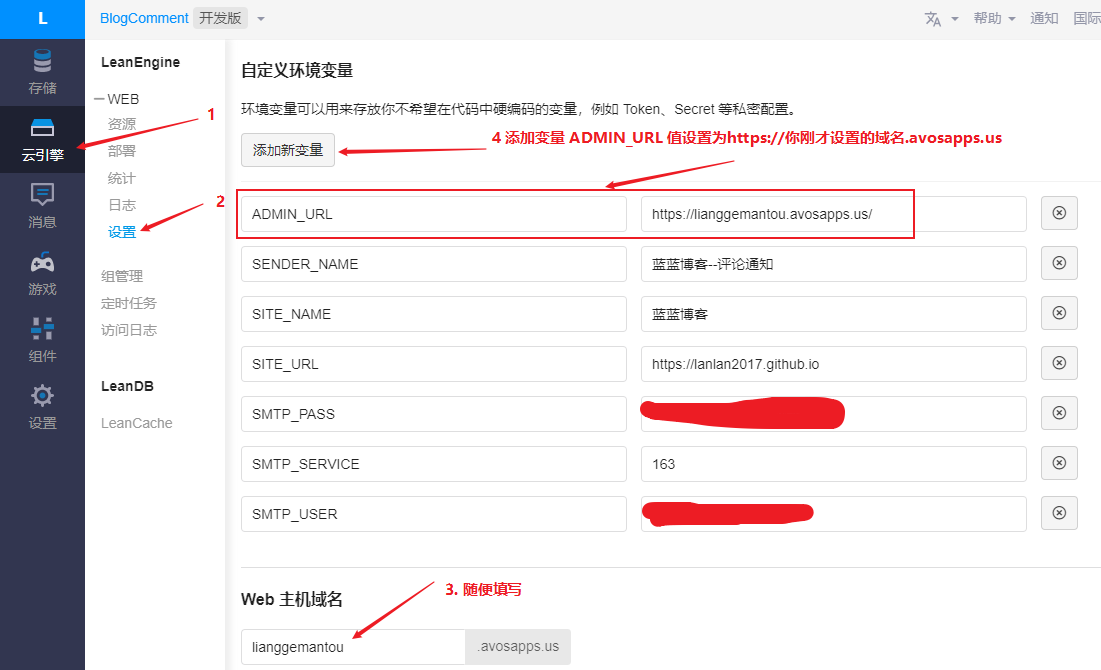 L
BlogComment 开发版
帮助
通知
国际
存储
云引擎
消息
游戏
组件
设置
LeanEngine
WEB
资源
部署
统计
日志
设置
组管理
定时任务
访问日志
LeanDB
LeanCache
1
2
自定义环境变量
环境变量可以用来存放你不希望在代码中硬编码的变量，例如 Token、Secret 等私密配置。
添加新变量
4 添加变量 ADMIN_URL 值设置为https://你刚才设置的域名.avosapps.us
ADMIN_URL https://lianggemantou.avosapps.us/
SENDER_NAME 蓝蓝博客--评论通知
SITE_NAME 蓝蓝博客
SITE_URL https://lanlan2017.github.io
SMTP_PASS
SMTP_SERVICE 163
SMTP_USER
Web 主机域名
3. 随便填写
lianggemantou .avosapps.us